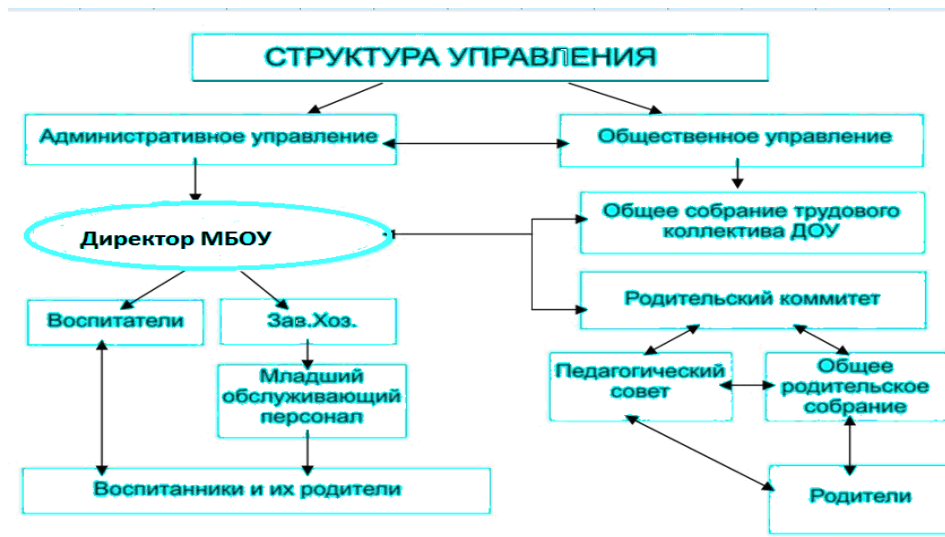 СТРУКТУРА УПРАВЛЕНИЯ
Административное управление
Общественное управление
Директор МБОУ
Общее собрание трудового
коллектива ДОУ
Родительский коммитет
Воспитатели
Зав.Хоз.
Младший
обслуживающий
персонал
Педагогический
совет
Общее
родительское
собрание
Воспитанники и их родители
Родители